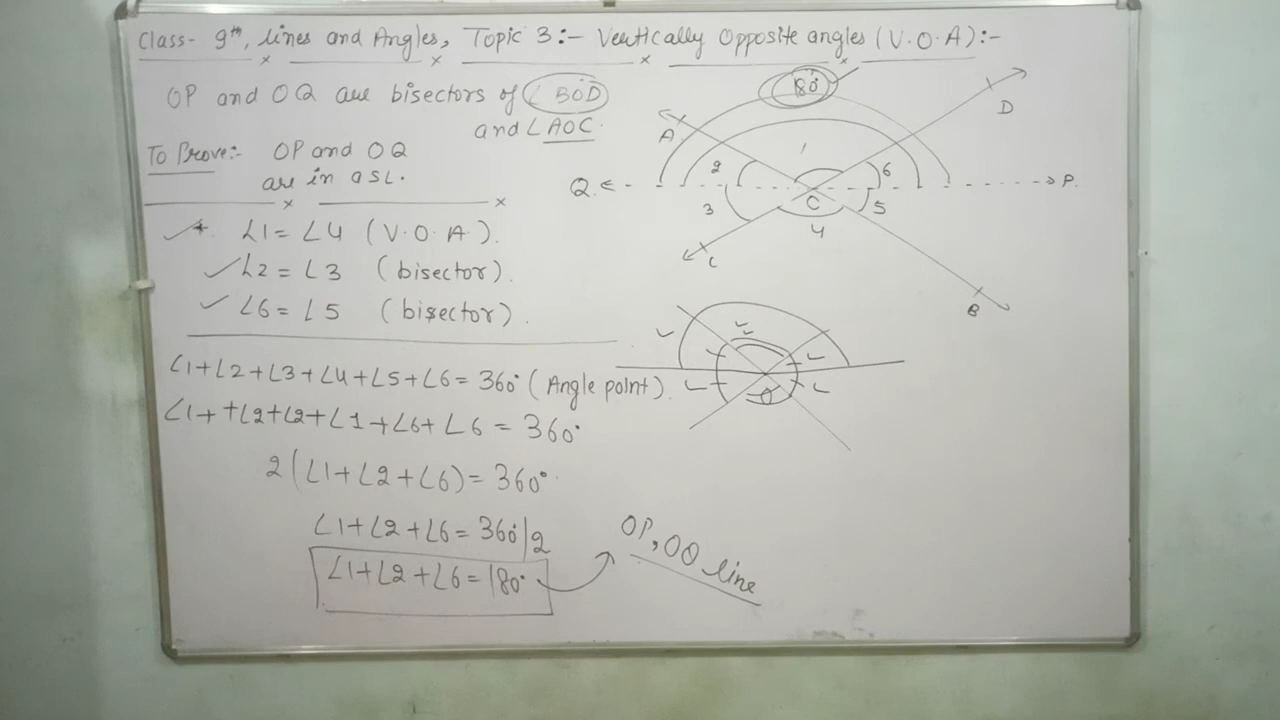 Class- 9th, Lines and Angles, Topic 3:- Vertically Opposite angles (V.O.A):-
OP and OQ are bisectors of ∠BOD
and ∠AOC.
To Prove:- OP and OQ
are in a SL.
∠1 = ∠4 (V.O.A).
∠2 = ∠3 (bisector).
∠6 = ∠5 (bisector).
∠1+∠2+∠3+∠4+∠5+∠6 = 360° (Angle point).
∠1+ +∠2+∠2+∠1+∠6+∠6 = 360°
2(∠1+∠2+∠6) = 360°
∠1+∠2+∠6 = 360°/2
∠1+∠2+∠6 = 180°
OP, OQ line
180°
A
D
1
2
6
Q
P.
3
C
5
4
C
B